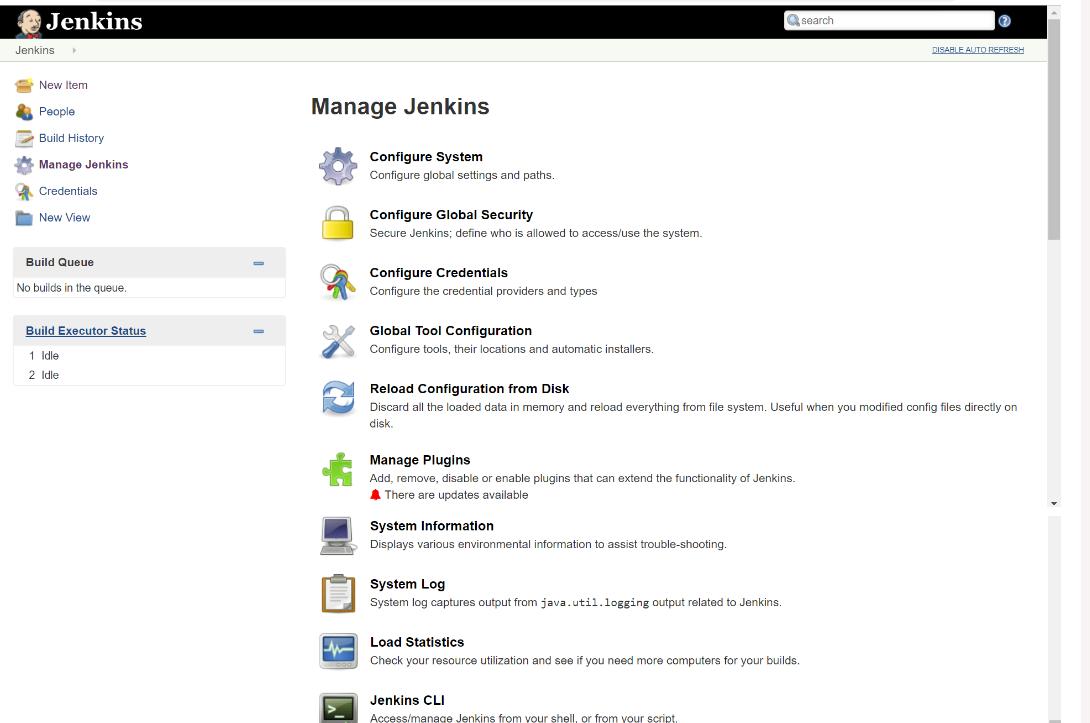 Jenkins
search
Jenkins
DISABLE AUTO REFRESH
New Item
People
Build History
Manage Jenkins
Credentials
New View
Build Queue
No builds in the queue.
Build Executor Status
1 Idle
2 Idle
Manage Jenkins
Configure System
Configure global settings and paths.
Configure Global Security
Secure Jenkins; define who is allowed to access/use the system.
Configure Credentials
Configure the credential providers and types
Global Tool Configuration
Configure tools, their locations and automatic installers.
Reload Configuration from Disk
Discard all the loaded data in memory and reload everything from file system. Useful when you modified config files directly on
disk.
Manage Plugins
Add, remove, disable or enable plugins that can extend the functionality of Jenkins.
There are updates available
System Information
Displays various environmental information to assist trouble-shooting.
System Log
System log captures output from java.util.logging output related to Jenkins.
Load Statistics
Check your resource utilization and see if you need more computers for your builds.
Jenkins CLI
Access/manage Jenkins from your shell, or from your script.